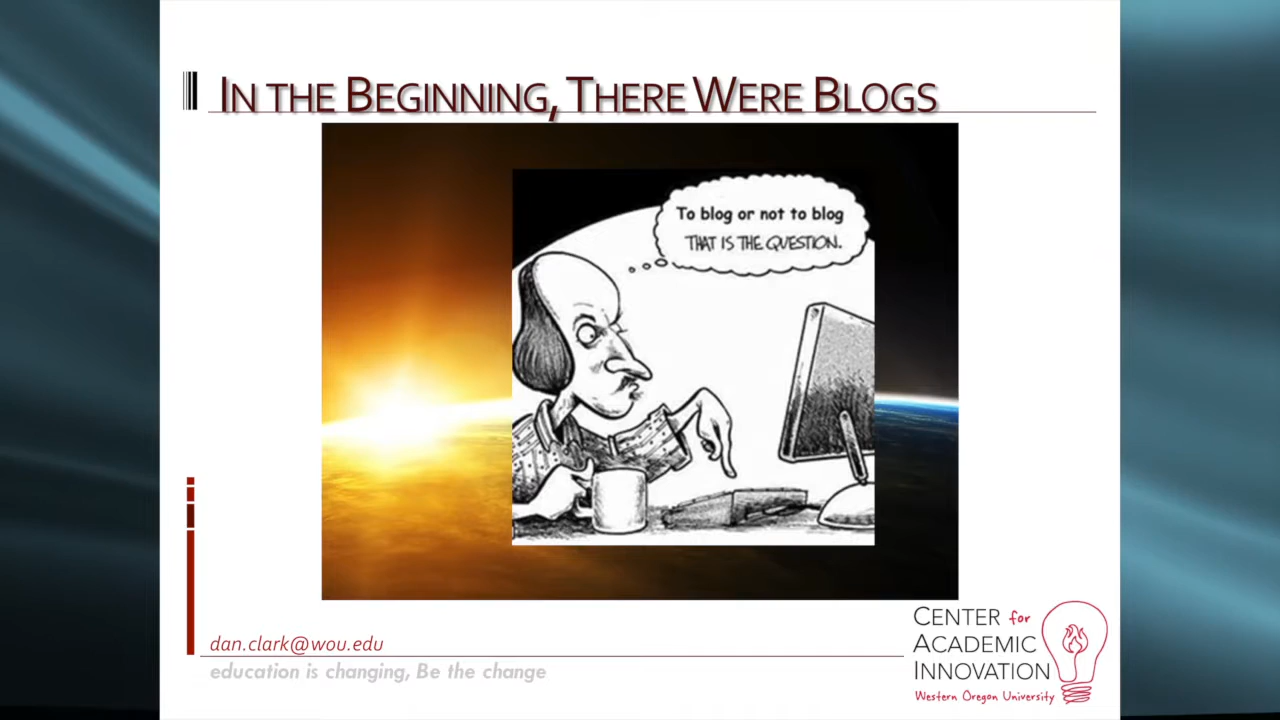 IN THE BEGINNING, THERE WERE BLOGS
To blog or not to blog
THAT IS THE QUESTION.
dan.clark@wou.edu
education is changing, Be the change
CENTER for
ACADEMIC
INNOVATION
Western Oregon University